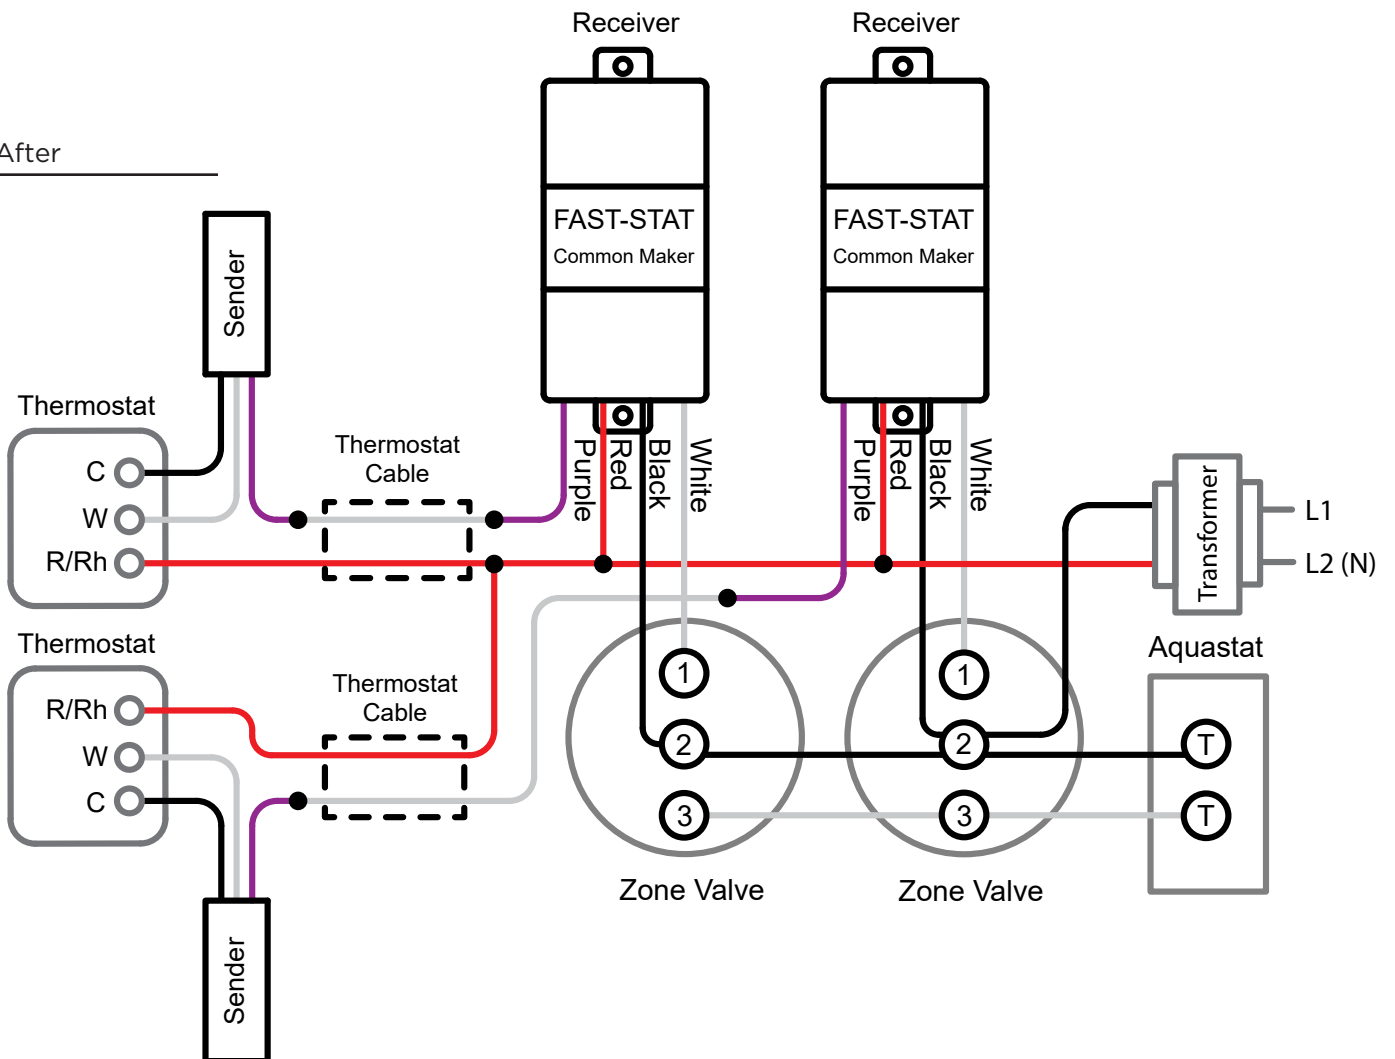 Receiver
Receiver
After
Sender
FAST-STAT
Common Maker
FAST-STAT
Common Maker
Thermostat
C
W
R/Rh
Thermostat
Cable
Purple
Red
Black
White
Purple
Red
Black
White
Transformer
L1
L2 (N)
Thermostat
R/Rh
W
C
Thermostat
Cable
1
2
3
Zone Valve
1
2
3
Zone Valve
Aquastat
T
T
Sender